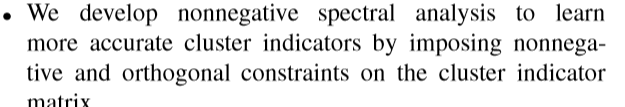 • We develop nonnegative spectral analysis to learn
more accurate cluster indicators by imposing nonnega-
tive and orthogonal constraints on the cluster indicator
matrix